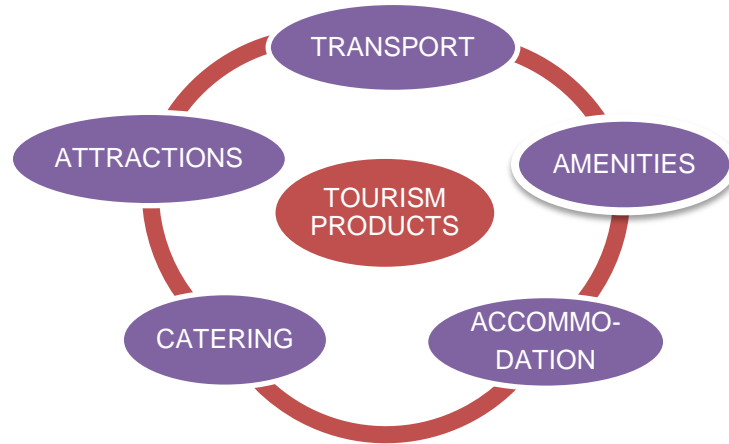 TRANSPORT
ATTRACTIONS
AMENITIES
TOURISM
PRODUCTS
CATERING
ACCOMMO-
DATION